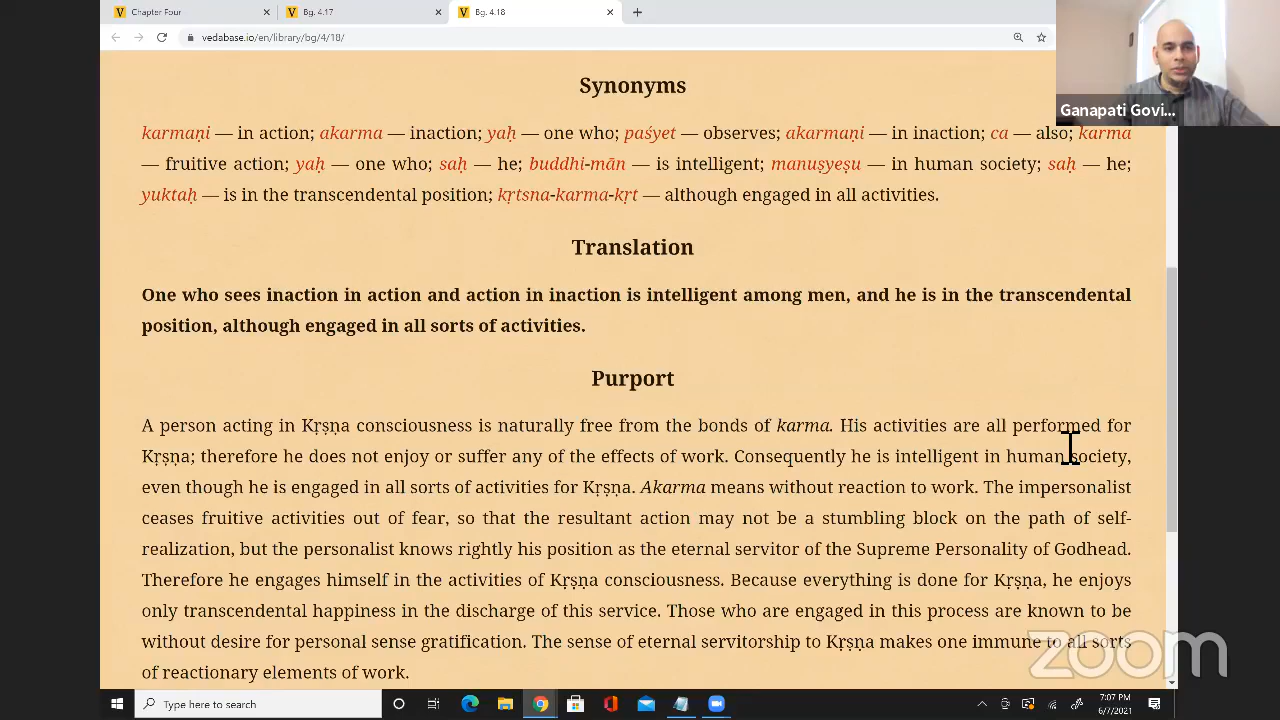 Chapter Four
Bg. 4.17
Bg. 4.18
vedabase.io/en/library/bg/4/18/
Ganapati Govi...
Synonyms
karmaṇi — in action; akarma — inaction; yaḥ — one who; paśyet — observes; akarmaṇi — in inaction; ca — also; karma
— fruitive action; yaḥ — one who; saḥ — he; buddhi-mān — is intelligent; manuṣyeṣu — in human society; saḥ — he;
yuktaḥ — is in the transcendental position; kṛtsna-karma-kṛt — although engaged in all activities.
Translation
One who sees inaction in action and action in inaction is intelligent among men, and he is in the transcendental
position, although engaged in all sorts of activities.
Purport
A person acting in Kṛṣṇa consciousness is naturally free from the bonds of karma. His activities are all performed for
Kṛṣṇa; therefore he does not enjoy or suffer any of the effects of work. Consequently he is intelligent in human society,
even though he is engaged in all sorts of activities for Kṛṣṇa. Akarma means without reaction to work. The impersonalist
ceases fruitive activities out of fear, so that the resultant action may not be a stumbling block on the path of self-
realization, but the personalist knows rightly his position as the eternal servitor of the Supreme Personality of Godhead.
Therefore he engages himself in the activities of Kṛṣṇa consciousness. Because everything is done for Kṛṣṇa, he enjoys
only transcendental happiness in the discharge of this service. Those who are engaged in this process are known to be
without desire for personal sense gratification. The sense of eternal servitorship to Kṛṣṇa makes one immune to all sorts
of reactionary elements of work.
zoom
Type here to search
7:07 PM
6/7/2021